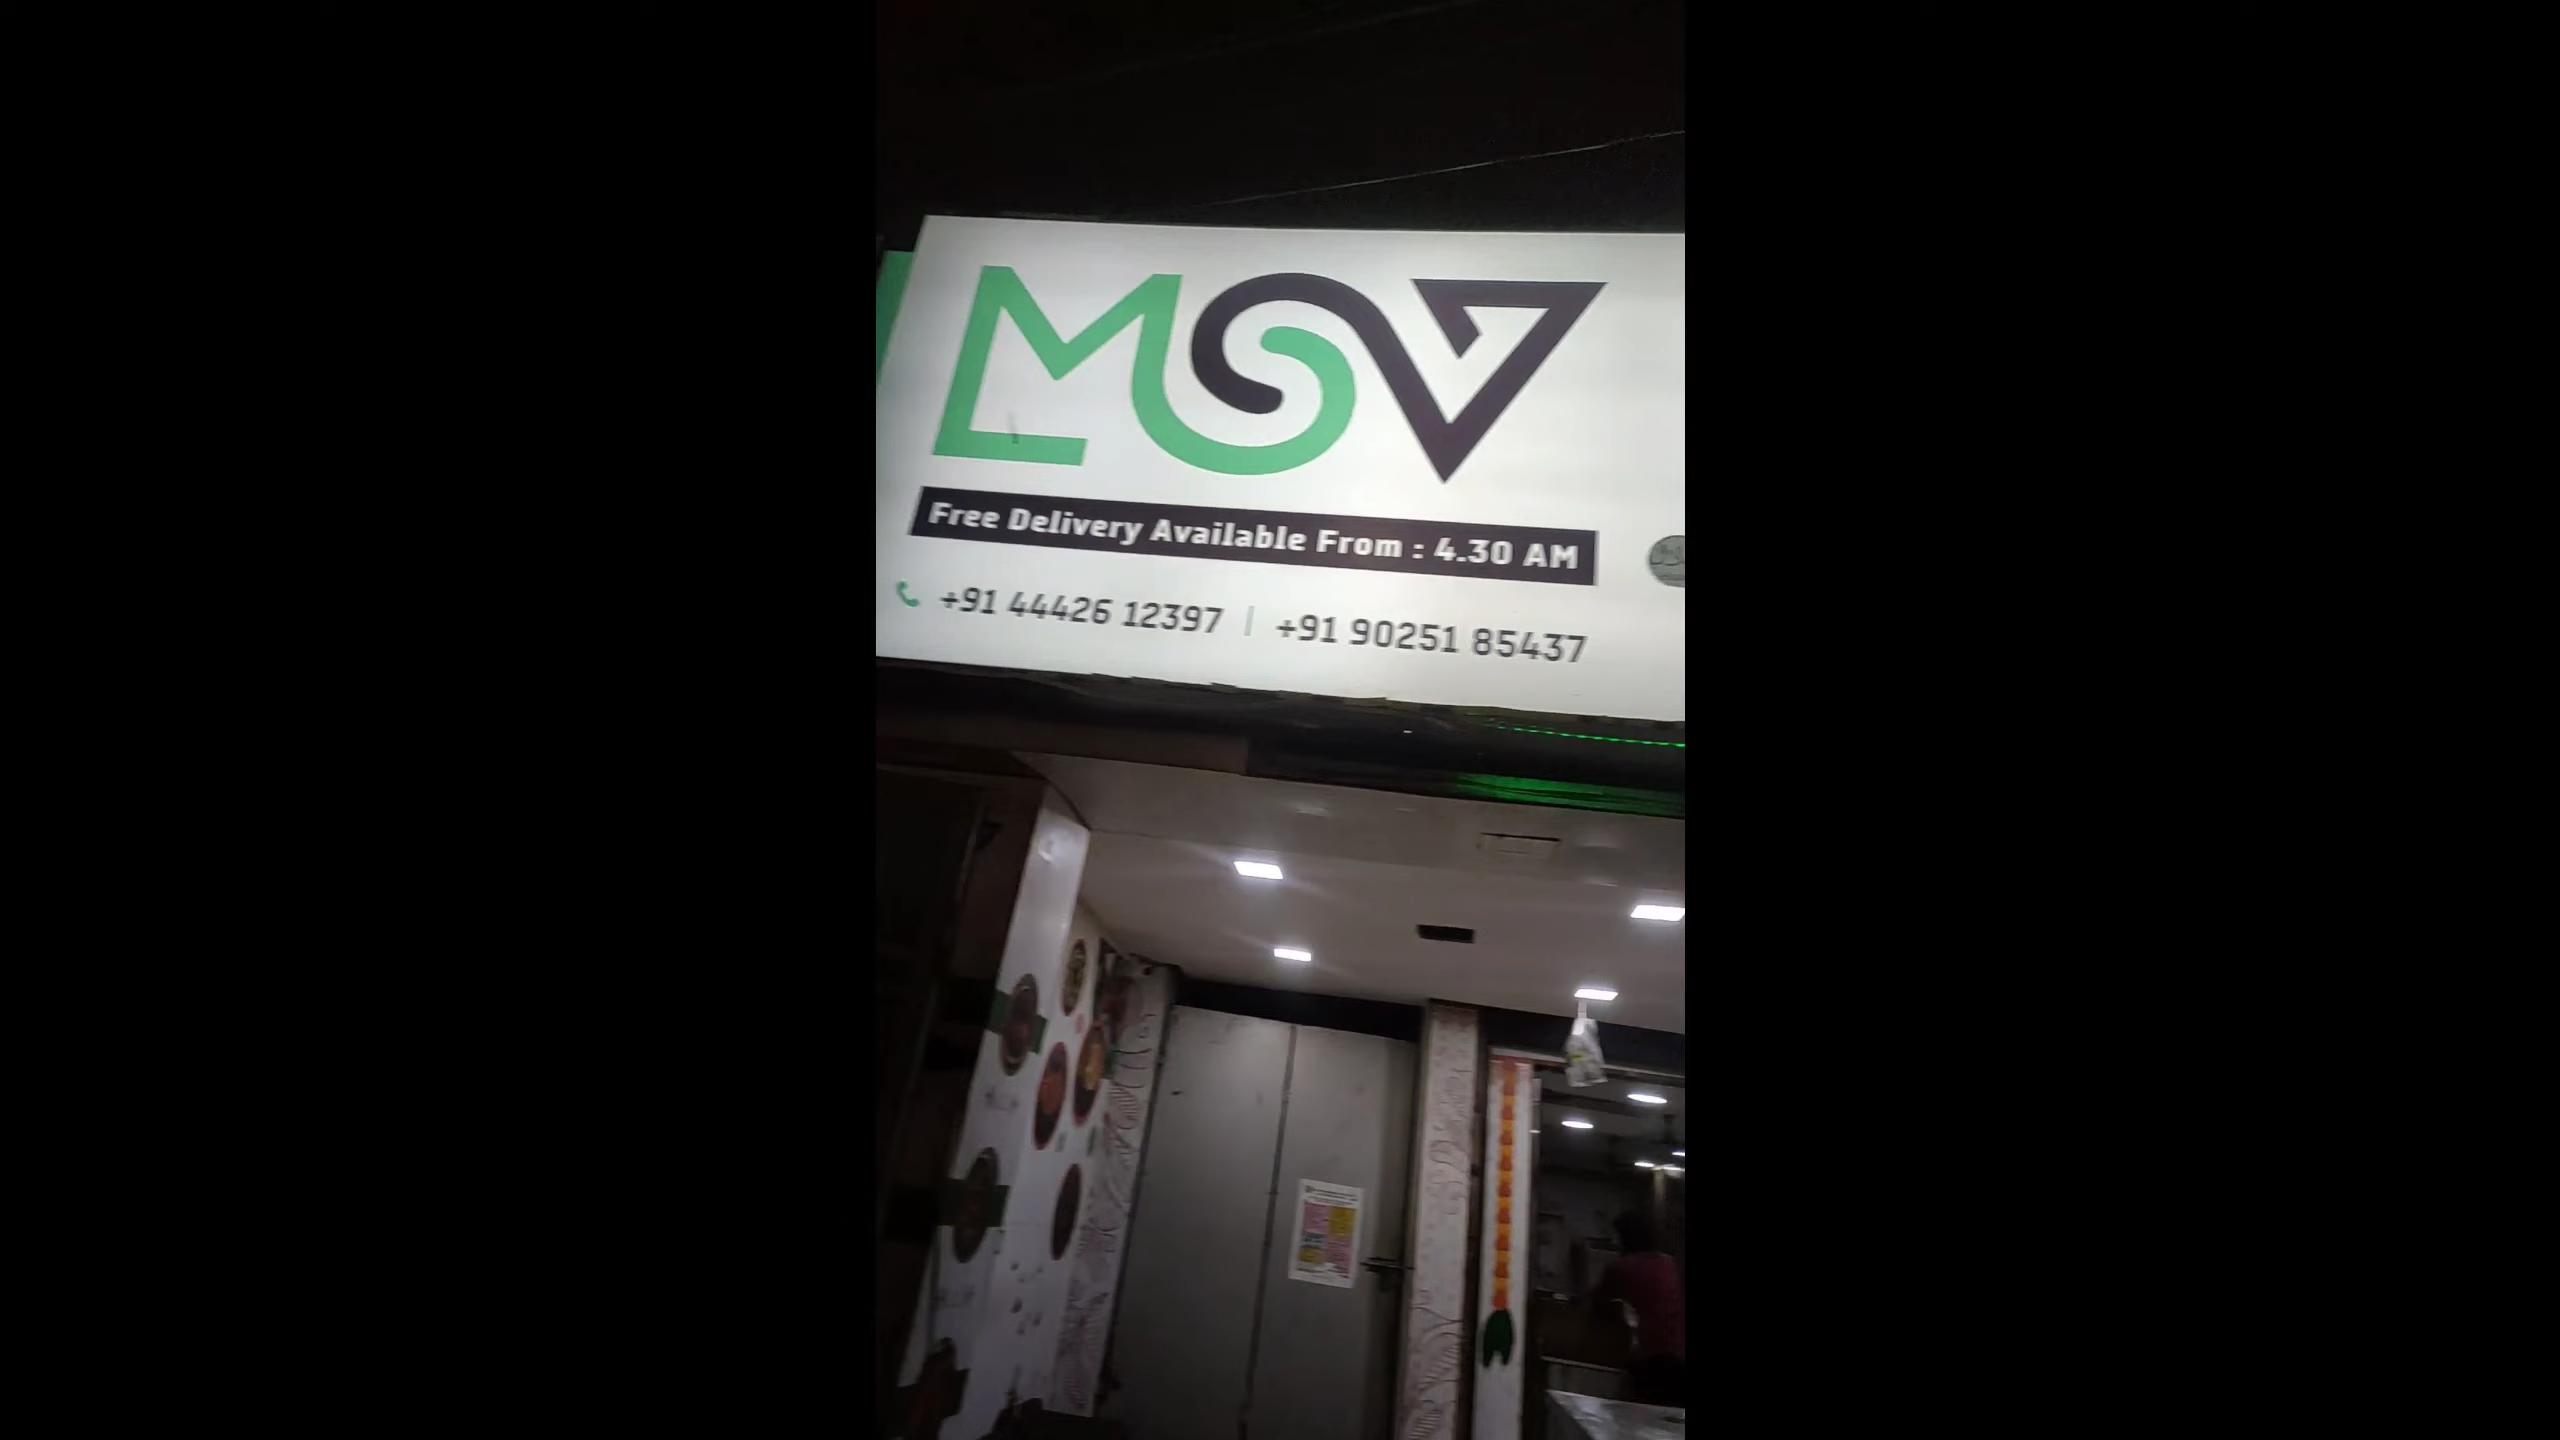 MSV
Free Delivery Available From : 4.30 AM
+91 44426 12397 | +91 90251 85437